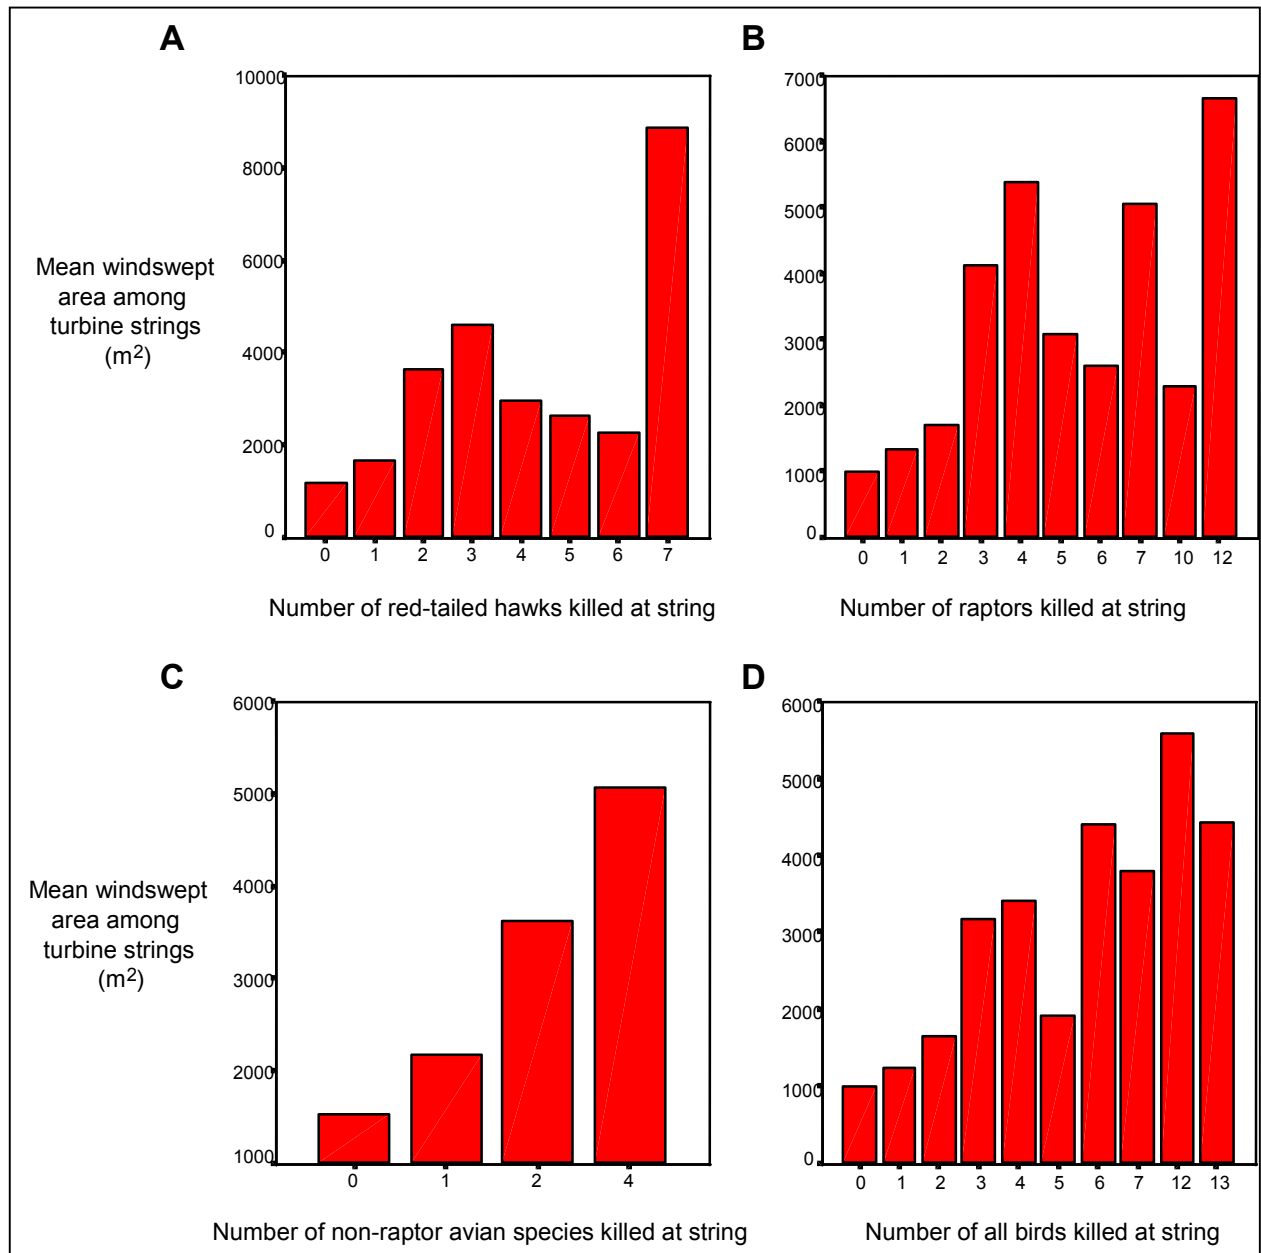 A
10000
8000
6000
4000
2000
0
Mean windswept
area among
turbine strings
(m2)
0 1 2 3 4 5 6 7
Number of red-tailed hawks killed at string
B
7000
6000
5000
4000
3000
2000
1000
0
0 1 2 3 4 5 6 7 10 12
Number of raptors killed at string
C
6000
5000
4000
3000
2000
1000
Mean windswept
area among
turbine strings
(m2)
0 1 2 4
Number of non-raptor avian species killed at string
D
6000
5000
4000
3000
2000
1000
0
0 1 2 3 4 5 6 7 12 13
Number of all birds killed at string